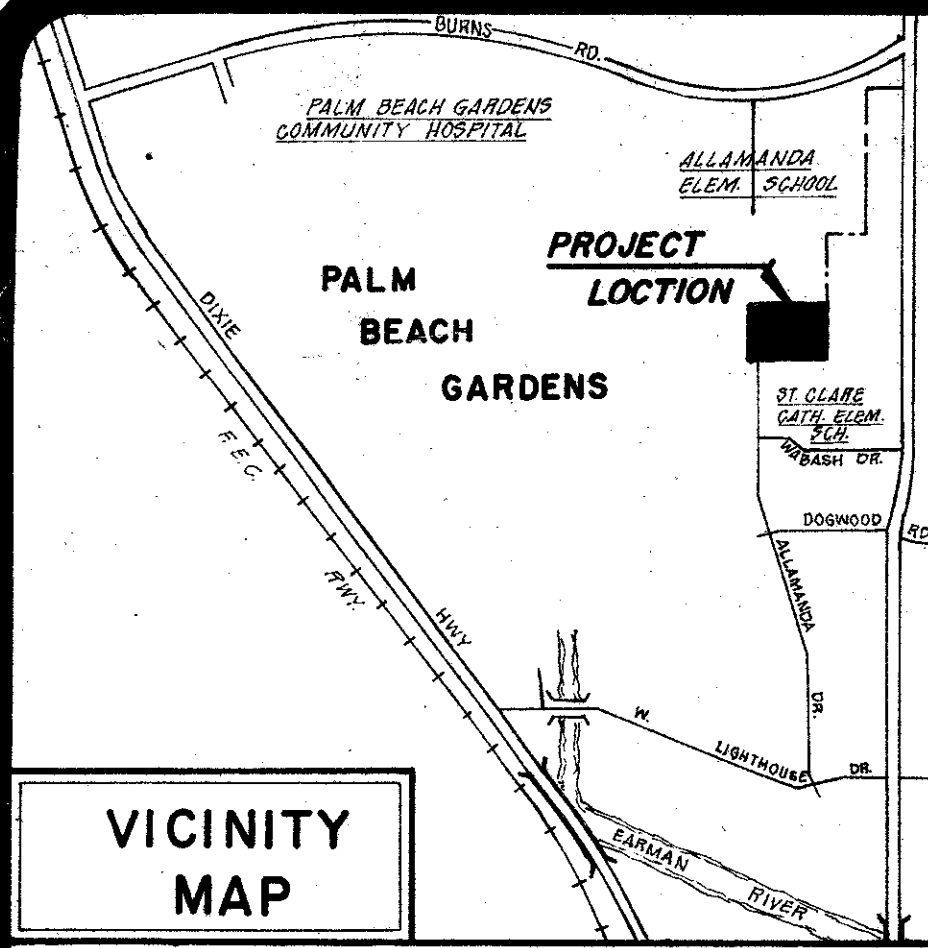 BURNS RD.
PALM BEACH GARDENS
COMMUNITY HOSPITAL
ALLAMANDA
ELEM. SCHOOL
PROJECT
LOCTION
PALM
BEACH
GARDENS
DIXIE HWY
F.E.C. RWY.
ST. CLARE
CATH. ELEM.
SCH.
WABASH DR.
DOGWOOD RD
ALLAMANDA DR.
W. LIGHTHOUSE DR.
EARMAN RIVER
VICINITY
MAP